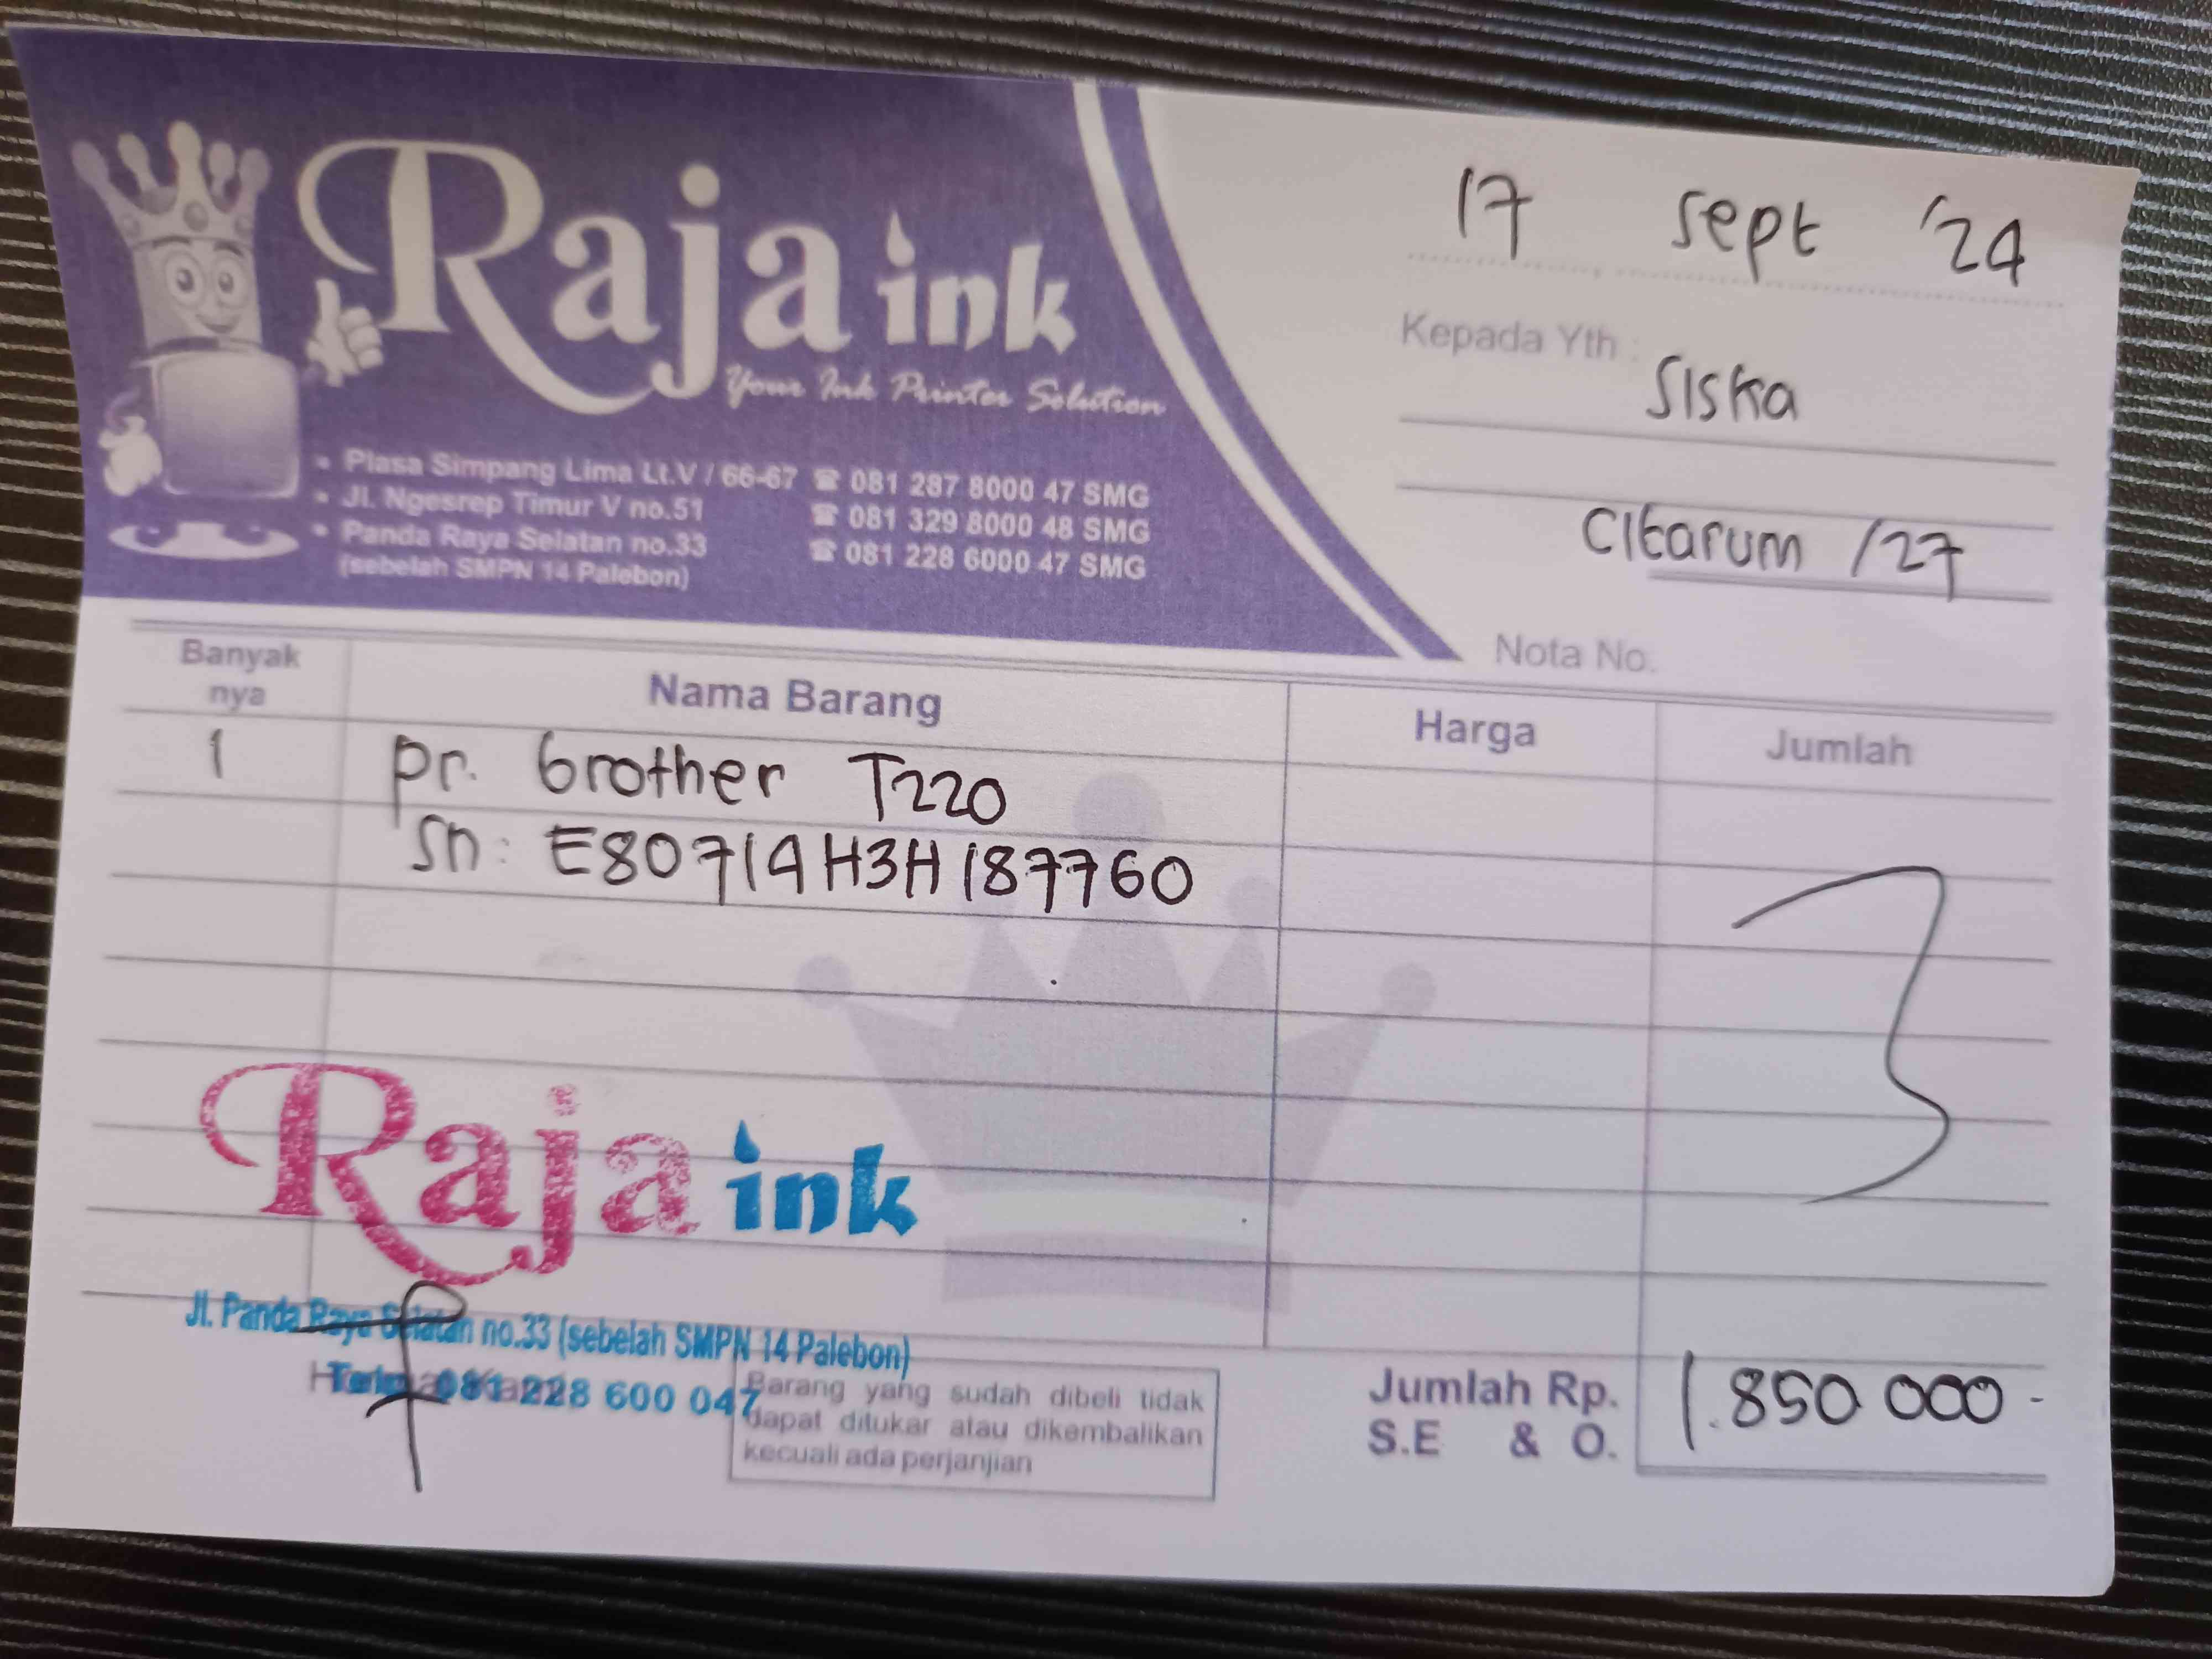 Raja ink
Your Ink Printer Solution
• Plasa Simpang Lima Lt.V / 66-67 ☎ 081 287 8000 47 SMG
• Jl. Ngesrep Timur V no.51 ☎ 081 329 8000 48 SMG
• Panda Raya Selatan no.33 ☎ 081 228 6000 47 SMG
(sebelah SMPN 14 Palebon)
17 Sept '24
Kepada Yth :
Siska
Citarum /27
Nota No.
Banyak nya Nama Barang Harga Jumlah
1 pr. brother T220
Sn: E80714H3H187760
Raja ink
Jl. Panda Raya Selatan no.33 (sebelah SMPN 14 Palebon)
081 228 600 047
Barang yang sudah dibeli tidak
dapat ditukar atau dikembalikan
kecuali ada perjanjian
Jumlah Rp. 1.850 000 -
S.E & O.